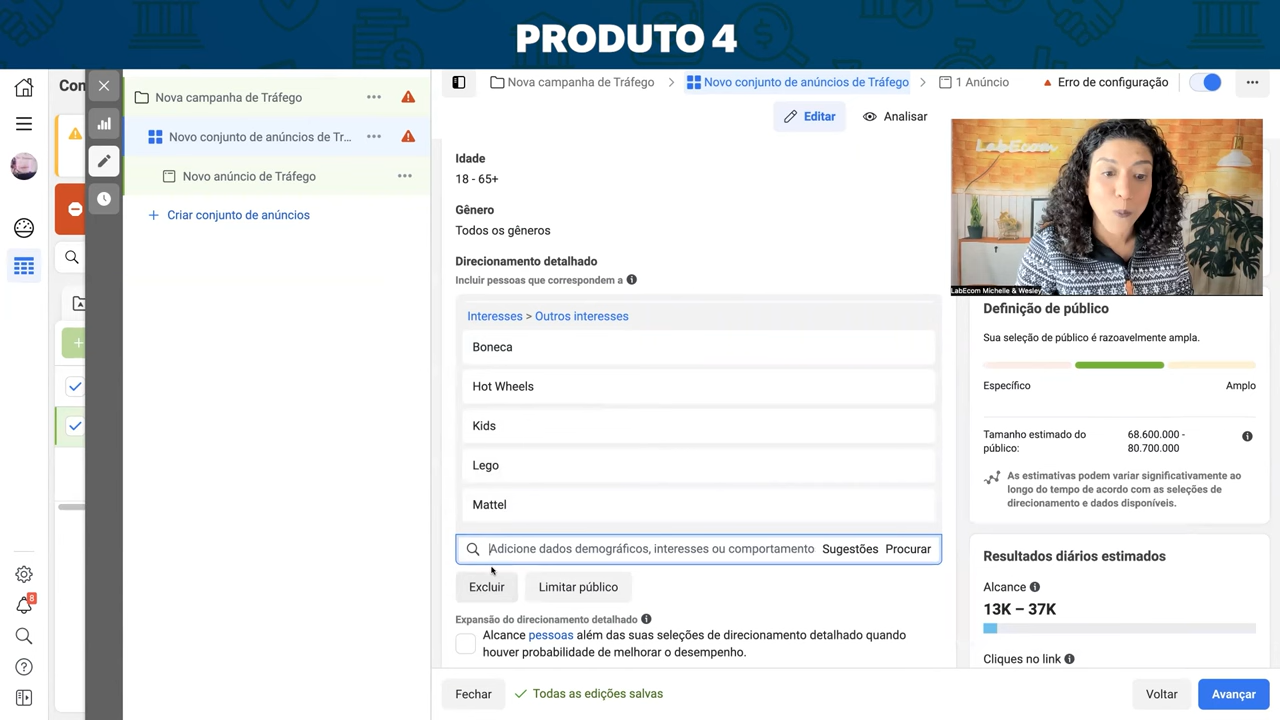 PRODUTO 4
Con
Nova campanha de Tráfego
Novo conjunto de anúncios de Tr...
Novo anúncio de Tráfego
+ Criar conjunto de anúncios
8
Nova campanha de Tráfego > Novo conjunto de anúncios de Tráfego > 1 Anúncio
Erro de configuração
Editar
Analisar
Idade
18 - 65+
Gênero
Todos os gêneros
Direcionamento detalhado
Incluir pessoas que correspondem a
Interesses > Outros interesses
Boneca
Hot Wheels
Kids
Lego
Mattel
Adicione dados demográficos, interesses ou comportamento Sugestões Procurar
Excluir Limitar público
Expansão do direcionamento detalhado
Alcance pessoas além das suas seleções de direcionamento detalhado quando
houver probabilidade de melhorar o desempenho.
Fechar Todas as edições salvas
Voltar Avançar
LabEcom
LabEcom Michelle & Wesley
Definição de público
Sua seleção de público é razoavelmente ampla.
Específico Amplo
Tamanho estimado do
público:
68.600.000 -
80.700.000
As estimativas podem variar significativamente ao
longo do tempo de acordo com as seleções de
direcionamento e dados disponíveis.
Resultados diários estimados
Alcance
13K – 37K
Cliques no link